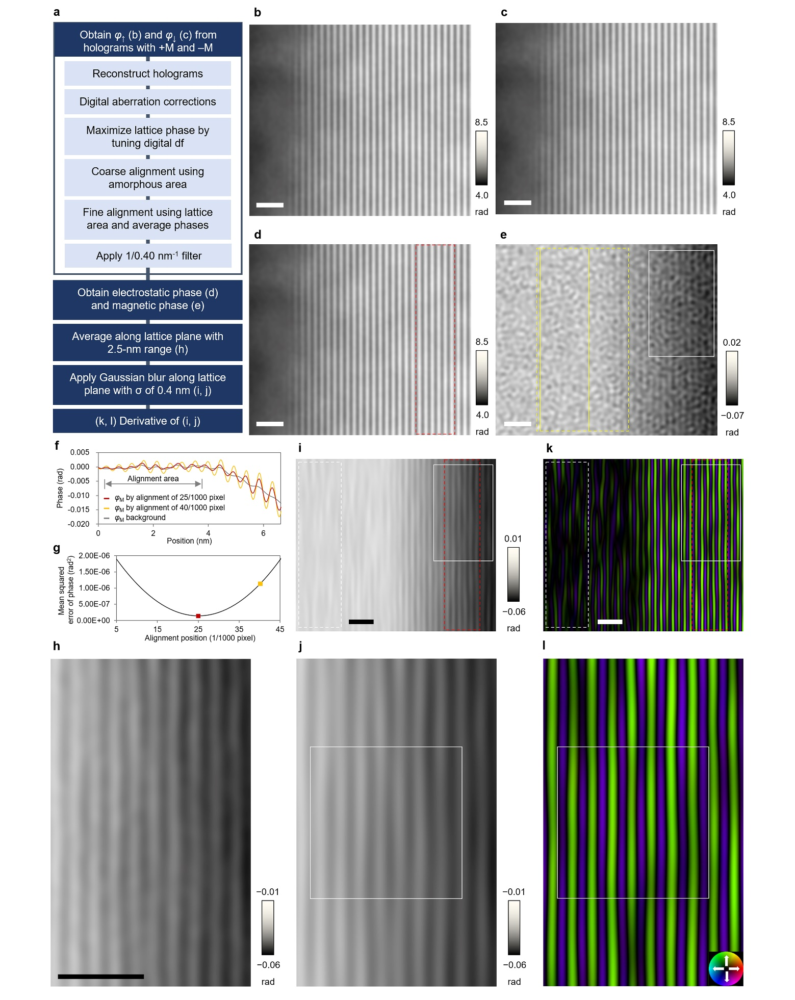 a
Obtain φ↑ (b) and φ↓ (c) from
holograms with +M and –M
Reconstruct holograms
Digital aberration corrections
Maximize lattice phase by
tuning digital df
Coarse alignment using
amorphous area
Fine alignment using lattice
area and average phases
Apply 1/0.40 nm-1 filter
Obtain electrostatic phase (d)
and magnetic phase (e)
Average along lattice plane with
2.5-nm range (h)
Apply Gaussian blur along lattice
plane with σ of 0.4 nm (i, j)
(k, l) Derivative of (i, j)
b
8.5
4.0
rad
c
8.5
4.0
rad
d
8.5
4.0
rad
e
0.02
−0.07
rad
f
0.005
0.000
-0.005
-0.010
-0.015
-0.020
Phase (rad)
Alignment area
φM by alignment of 25/1000 pixel
φM by alignment of 40/1000 pixel
φM background
0 2 4 6
Position (nm)
g
2.00E-06
1.50E-06
1.00E-06
5.00E-07
0.00E+00
Mean squared
error of phase (rad2)
5 15 25 35 45
Alignment position (1/1000 pixel)
i
0.01
−0.06
rad
k
h
−0.01
−0.06
rad
j
−0.01
−0.06
rad
l